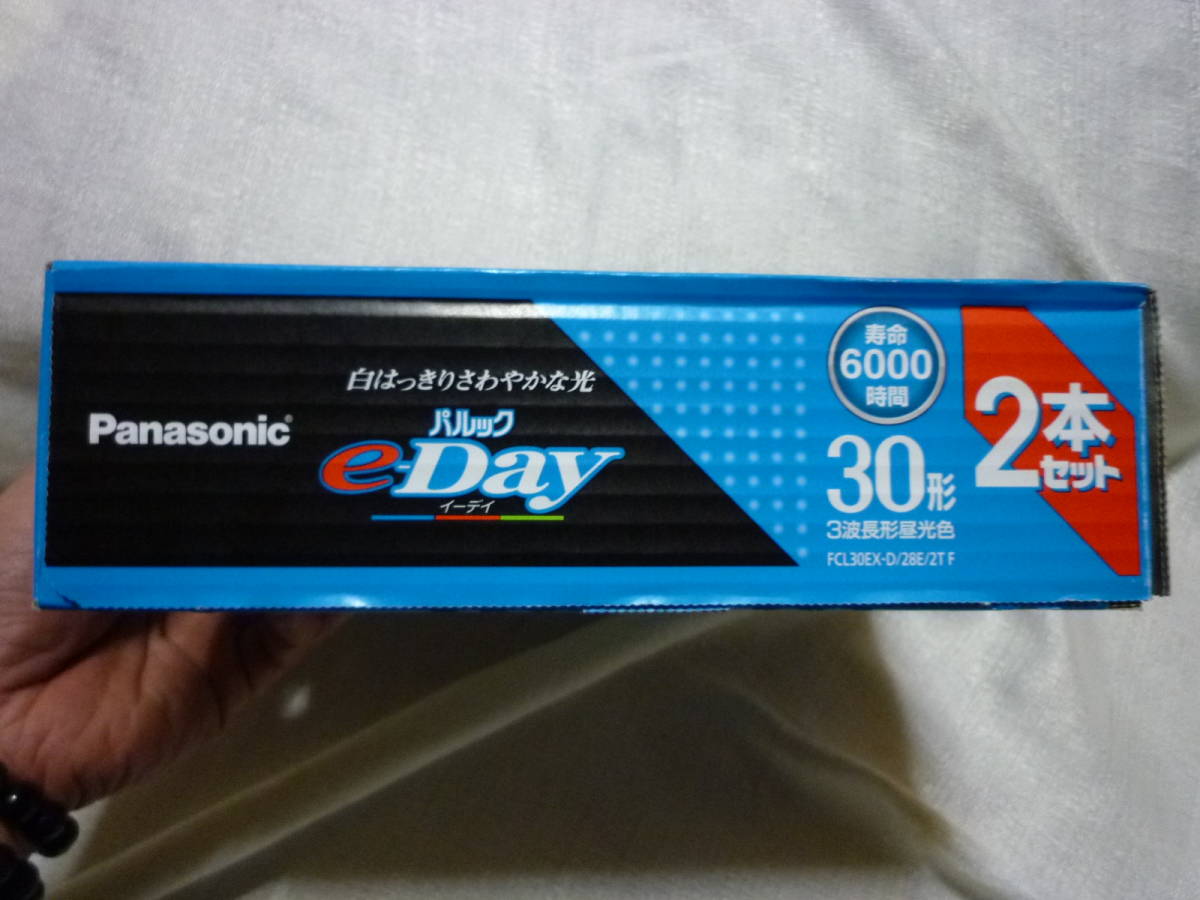 Panasonic
白はっきりさわやかな光
パルック
e-Day
イーデイ
寿命
6000
時間
30形
3波長形昼光色
FCL30EX-D/28E/2T F
2本
セット